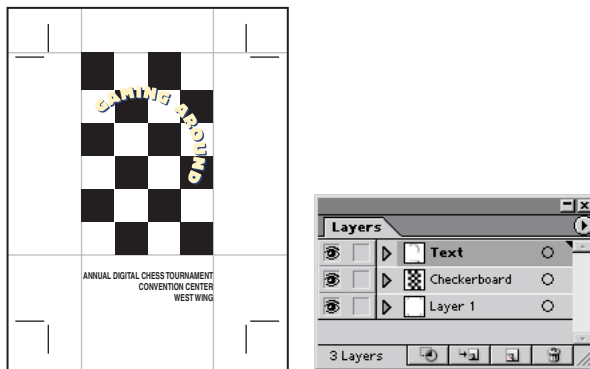 GAMING AROUND
ANNUAL DIGITAL CHESS TOURNAMENT
CONVENTION CENTER
WEST WING
Layers
Text
Checkerboard
Layer 1
3 Layers